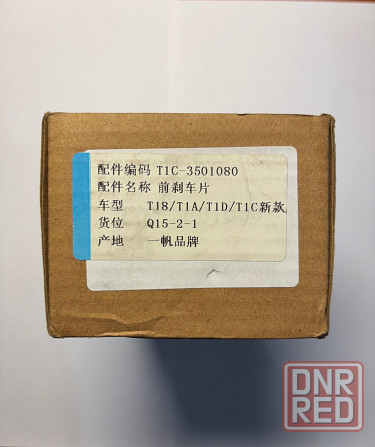 配件编码 T1C-3501080
配件名称 前刹车片
车型 T18/T1A/T1D/T1C新款
货位 Q15-2-1
产地 一帆品牌
DNR
RED